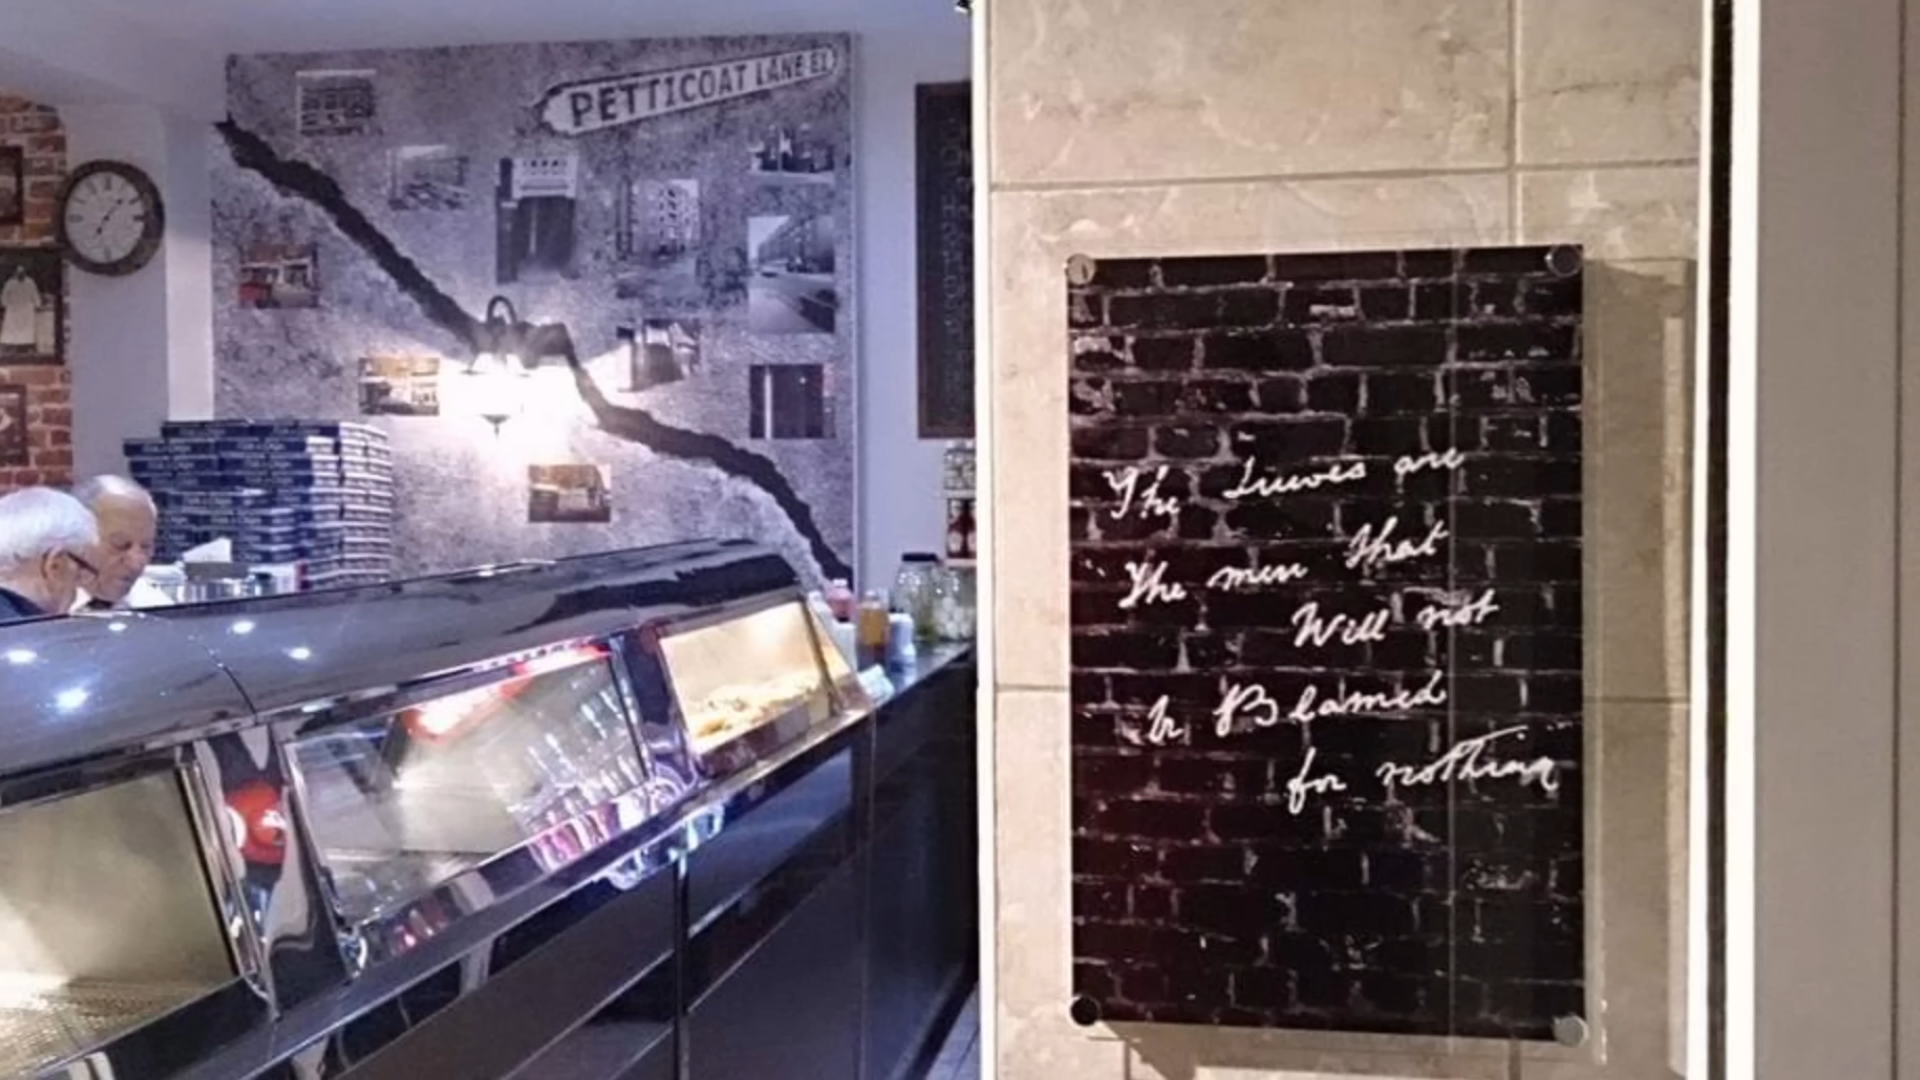 PETTICOAT LANE E1
The Juwes are
The men That
Will not
be Blamed
for nothing